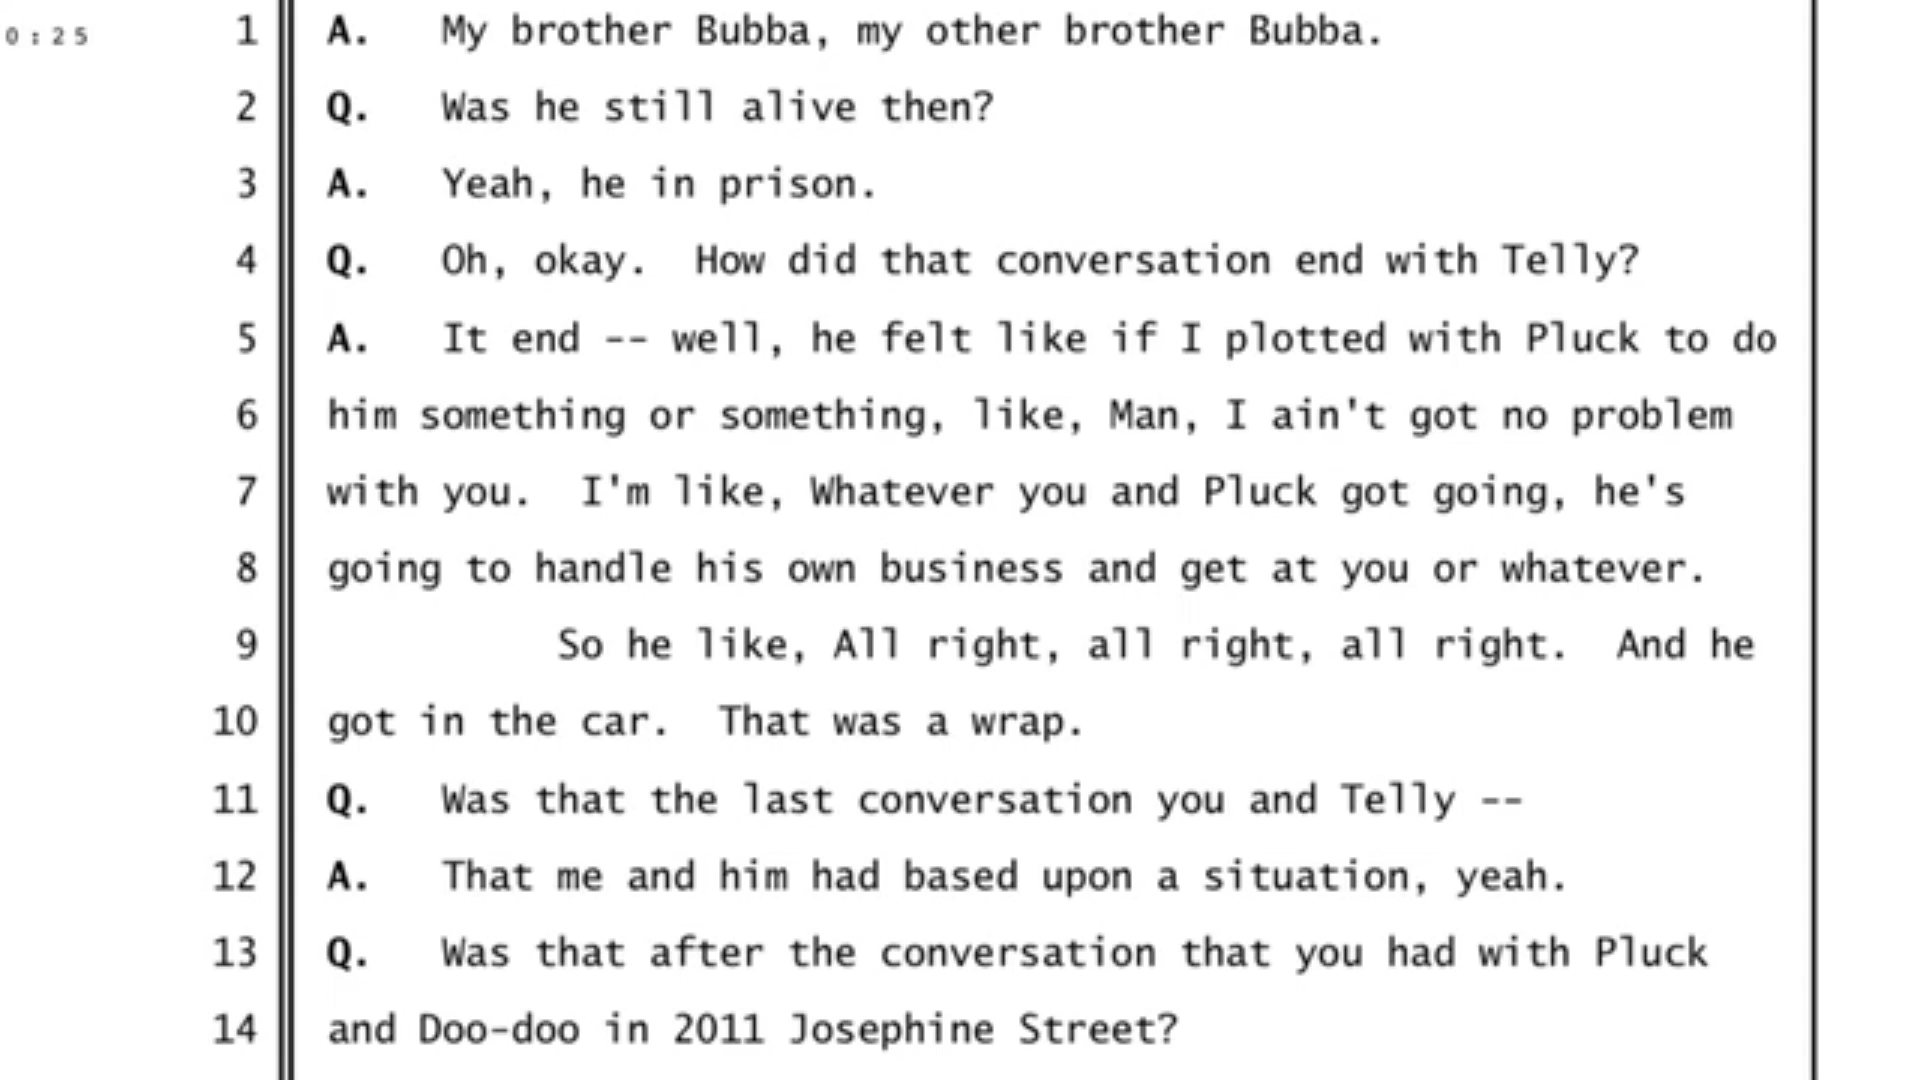 0:25
1 A. My brother Bubba, my other brother Bubba.
2 Q. Was he still alive then?
3 A. Yeah, he in prison.
4 Q. Oh, okay. How did that conversation end with Telly?
5 A. It end -- well, he felt like if I plotted with Pluck to do
6 him something or something, like, Man, I ain't got no problem
7 with you. I'm like, Whatever you and Pluck got going, he's
8 going to handle his own business and get at you or whatever.
9 So he like, All right, all right, all right. And he
10 got in the car. That was a wrap.
11 Q. Was that the last conversation you and Telly --
12 A. That me and him had based upon a situation, yeah.
13 Q. Was that after the conversation that you had with Pluck
14 and Doo-doo in 2011 Josephine Street?